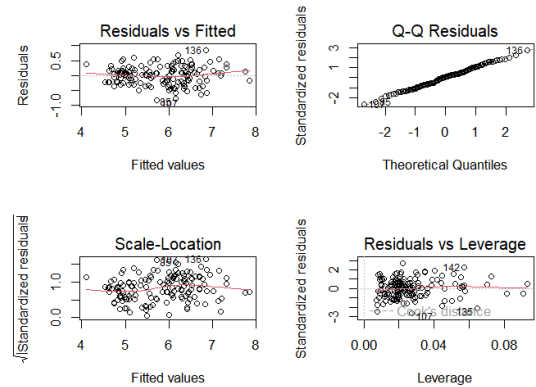 Residuals vs Fitted
Residuals
0.5
-1.0
136
107
4 5 6 7 8
Fitted values
Q-Q Residuals
Standardized residuals
3
0
-2
136
-2 -1 0 1 2
Theoretical Quantiles
Scale-Location
√|Standardized residuals|
1.0
0.0
136
4 5 6 7 8
Fitted values
Residuals vs Leverage
Standardized residuals
2
0
-3
142
Cook's distance
107
135
0.00 0.04 0.08
Leverage